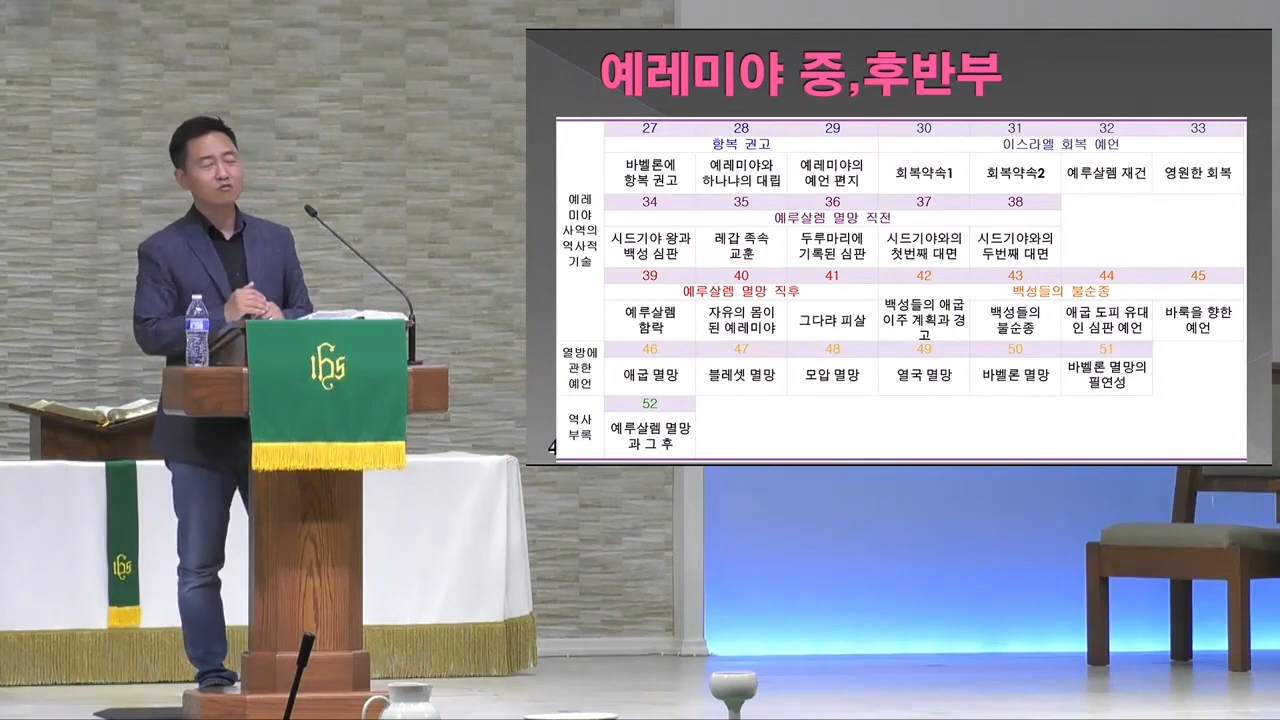 예레미야 중,후반부
27 28 29 30 31 32 33
항복 권고 이스라엘 회복 예언
바벨론에 항복 권고
예레미야와 하나냐의 대립
예레미야의 예언 편지
회복약속1
회복약속2
예루살렘 재건
영원한 회복
예레
미야
사역의
역사적
기술
34 35 36 37 38
예루살렘 멸망 직전
시드기야 왕과
백성 심판
레갑 족속
교훈
두루마리에
기록된 심판
시드기야와의
첫번째 대면
시드기야와의
두번째 대면
39 40 41 42 43 44 45
예루살렘 멸망 직후 백성들의 불순종
예루살렘
함락
자유의 몸이
된 예레미야
그다랴 피살
백성들의 애굽
이주 계획과 경
고
백성들의
불순종
애굽 도피 유대
인 심판 예언
바룩을 향한
예언
열방에
관한
예언
46 47 48 49 50 51
애굽 멸망
블레셋 멸망
모압 멸망
열국 멸망
바벨론 멸망
바벨론 멸망의
필연성
역사
부록
52
예루살렘 멸망
과 그 후
4
ihs
ihs